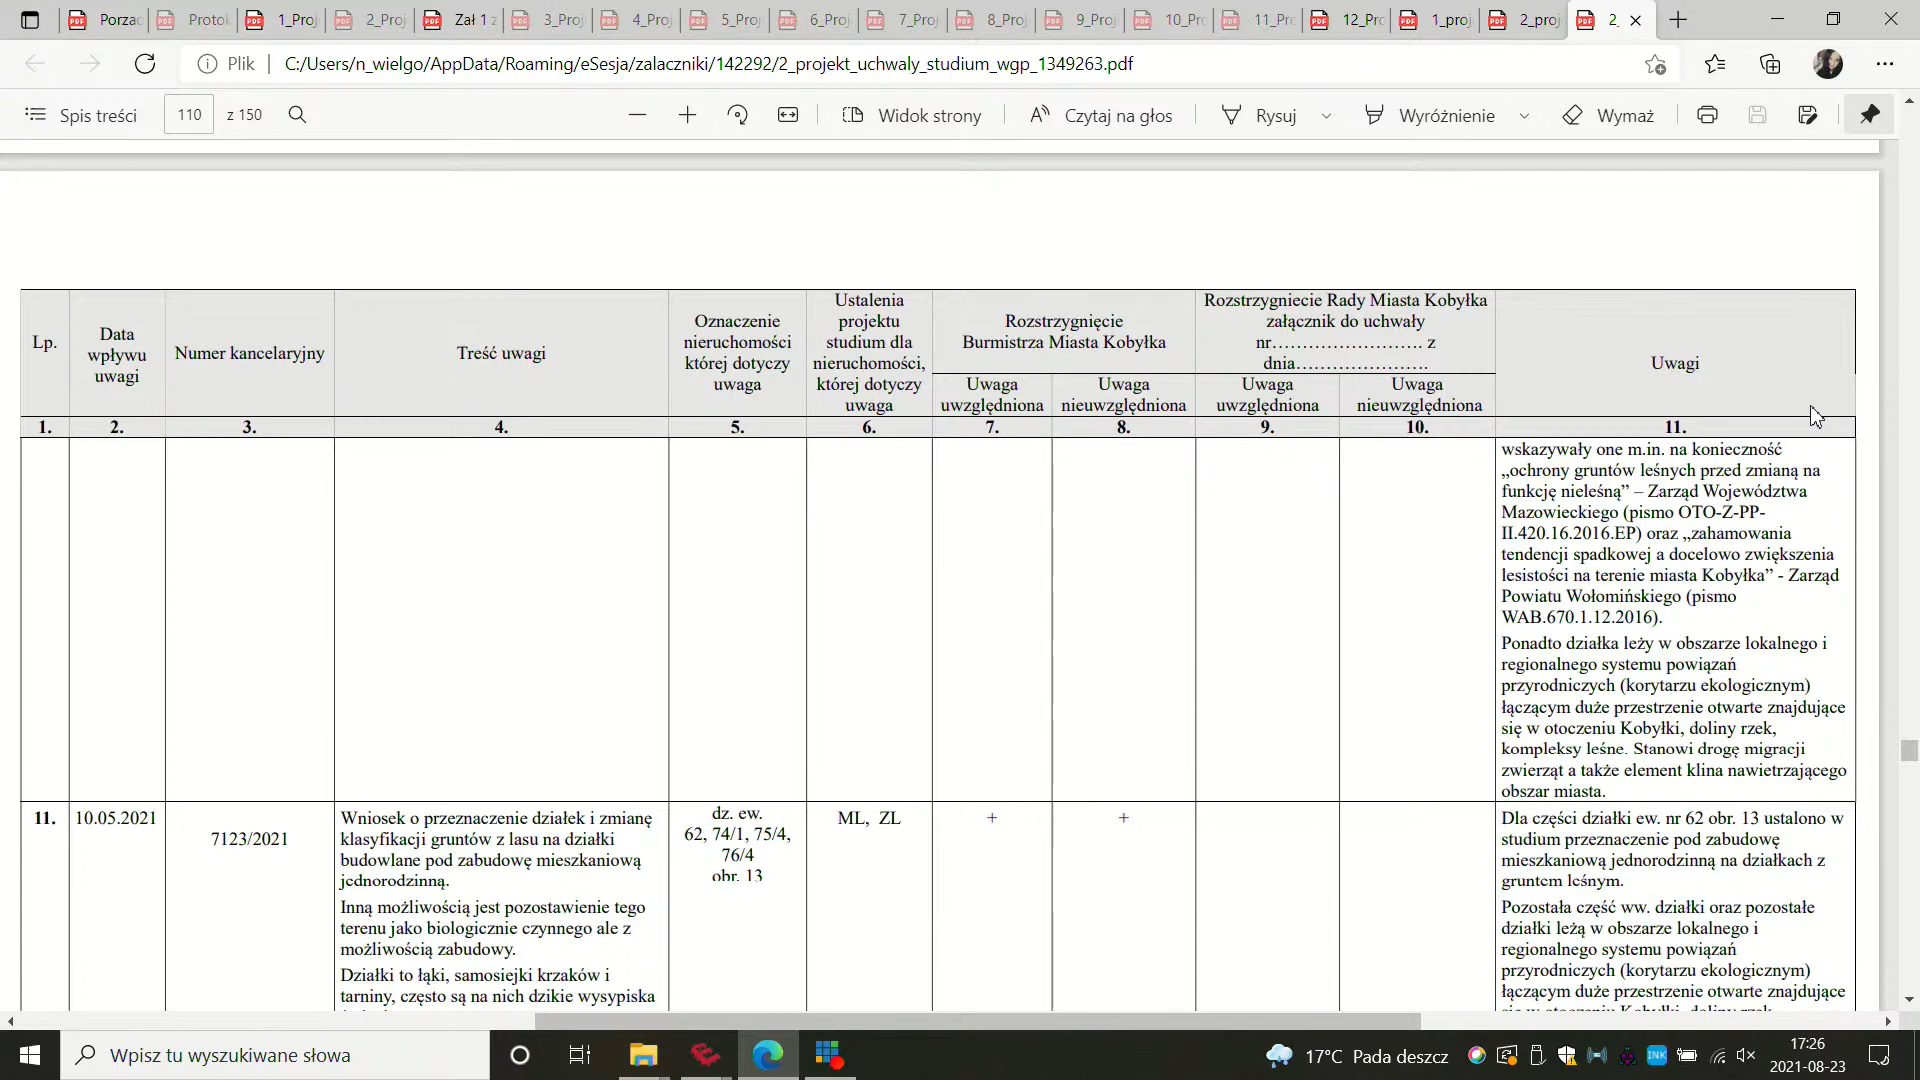 Porzac
Protok
1_Proj
2_Proj
Zał 1 z
3_Proj
4_Proj
5_Proj
6_Proj
7_Proj
8_Proj
9_Proj
10_Pro
11_Pro
12_Pro
1_proj
2_proj
2_
Plik
C:/Users/n_wielgo/AppData/Roaming/eSesja/zalaczniki/142292/2_projekt_uchwaly_studium_wgp_1349263.pdf
Spis treści
110
z 150
Widok strony
Czytaj na głos
Rysuj
Wyróżnienie
Wymaż
Lp.
Data
wpływu
uwagi
Numer kancelaryjny
Treść uwagi
Oznaczenie
nieruchomości
której dotyczy
uwaga
Ustalenia
projektu
studium dla
nieruchomości,
której dotyczy
uwaga
Rozstrzygnięcie
Burmistrza Miasta Kobyłka
Uwaga
uwzględniona
Uwaga
nieuwzględniona
Rozstrzygniecie Rady Miasta Kobyłka
załącznik do uchwały
nr……………………. z
dnia………………….
Uwaga
uwzględniona
Uwaga
nieuwzględniona
Uwagi
1. 2. 3. 4. 5. 6. 7. 8. 9. 10. 11.
wskazywały one m.in. na konieczność
„ochrony gruntów leśnych przed zmianą na
funkcję nieleśną” – Zarząd Województwa
Mazowieckiego (pismo OTO-Z-PP-
II.420.16.2016.EP) oraz „zahamowania
tendencji spadkowej a docelowo zwiększenia
lesistości na terenie miasta Kobyłka” - Zarząd
Powiatu Wołomińskiego (pismo
WAB.670.1.12.2016).
Ponadto działka leży w obszarze lokalnego i
regionalnego systemu powiązań
przyrodniczych (korytarzu ekologicznym)
łączącym duże przestrzenie otwarte znajdujące
się w otoczeniu Kobyłki, doliny rzek,
kompleksy leśne. Stanowi drogę migracji
zwierząt a także element klina nawietrzającego
obszar miasta.
11.
10.05.2021
7123/2021
Wniosek o przeznaczenie działek i zmianę
klasyfikacji gruntów z lasu na działki
budowlane pod zabudowę mieszkaniową
jednorodzinną.
Inną możliwością jest pozostawienie tego
terenu jako biologicznie czynnego ale z
możliwością zabudowy.
Działki to łąki, samosiejki krzaków i
tarniny, często są na nich dzikie wysypiska
dz. ew.
62, 74/1, 75/4,
76/4
obr. 13
ML, ZL
+
+
Dla części działki ew. nr 62 obr. 13 ustalono w
studium przeznaczenie pod zabudowę
mieszkaniową jednorodzinną na działkach z
gruntem leśnym.
Pozostała część ww. działki oraz pozostałe
działki leżą w obszarze lokalnego i
regionalnego systemu powiązań
przyrodniczych (korytarzu ekologicznym)
łączącym duże przestrzenie otwarte znajdujące
się w otoczeniu Kobyłki, doliny rzek,
Wpisz tu wyszukiwane słowa
17°C Pada deszcz
INK
17:26
2021-08-23